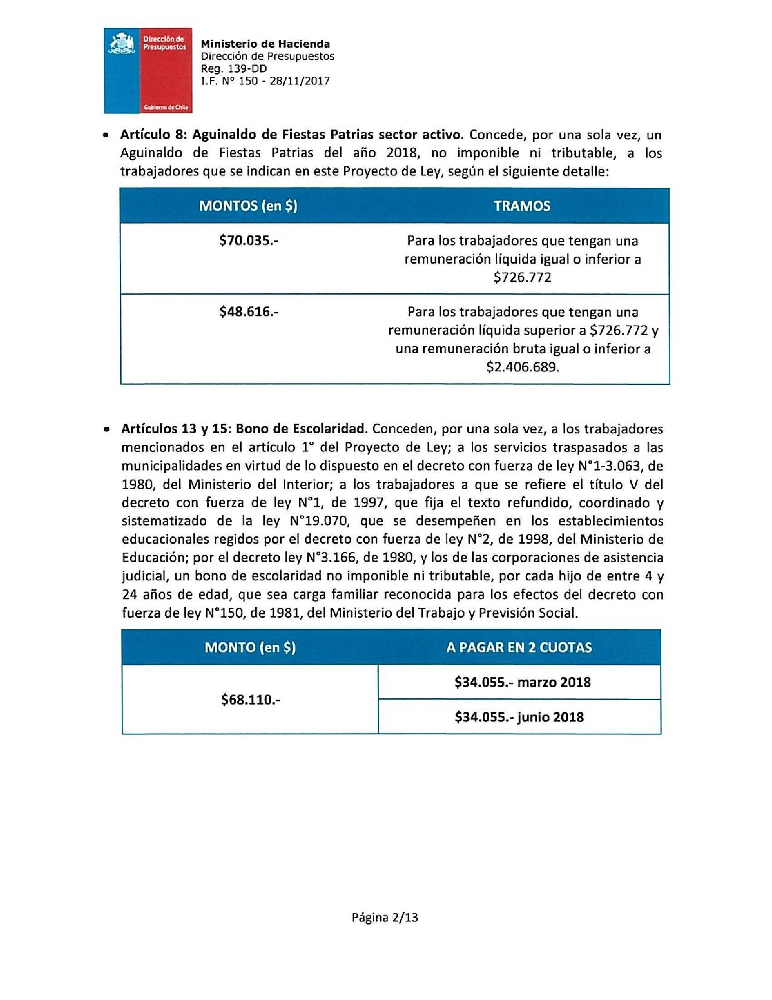 Dirección de
Presupuestos
Gobierno de Chile
Ministerio de Hacienda
Dirección de Presupuestos
Reg. 139-DD
I.F. Nº 150 - 28/11/2017
• Artículo 8: Aguinaldo de Fiestas Patrias sector activo. Concede, por una sola vez, un
Aguinaldo de Fiestas Patrias del año 2018, no imponible ni tributable, a los
trabajadores que se indican en este Proyecto de Ley, según el siguiente detalle:
MONTOS (en $) TRAMOS
$70.035.- Para los trabajadores que tengan una
remuneración líquida igual o inferior a
$726.772
$48.616.- Para los trabajadores que tengan una
remuneración líquida superior a $726.772 y
una remuneración bruta igual o inferior a
$2.406.689.
• Artículos 13 y 15: Bono de Escolaridad. Conceden, por una sola vez, a los trabajadores
mencionados en el artículo 1° del Proyecto de Ley; a los servicios traspasados a las
municipalidades en virtud de lo dispuesto en el decreto con fuerza de ley N°1-3.063, de
1980, del Ministerio del Interior; a los trabajadores a que se refiere el título V del
decreto con fuerza de ley N°1, de 1997, que fija el texto refundido, coordinado y
sistematizado de la ley N°19.070, que se desempeñen en los establecimientos
educacionales regidos por el decreto con fuerza de ley N°2, de 1998, del Ministerio de
Educación; por el decreto ley N°3.166, de 1980, y los de las corporaciones de asistencia
judicial, un bono de escolaridad no imponible ni tributable, por cada hijo de entre 4 y
24 años de edad, que sea carga familiar reconocida para los efectos del decreto con
fuerza de ley N°150, de 1981, del Ministerio del Trabajo y Previsión Social.
MONTO (en $) A PAGAR EN 2 CUOTAS
$68.110.- $34.055.- marzo 2018
$34.055.- junio 2018
Página 2/13